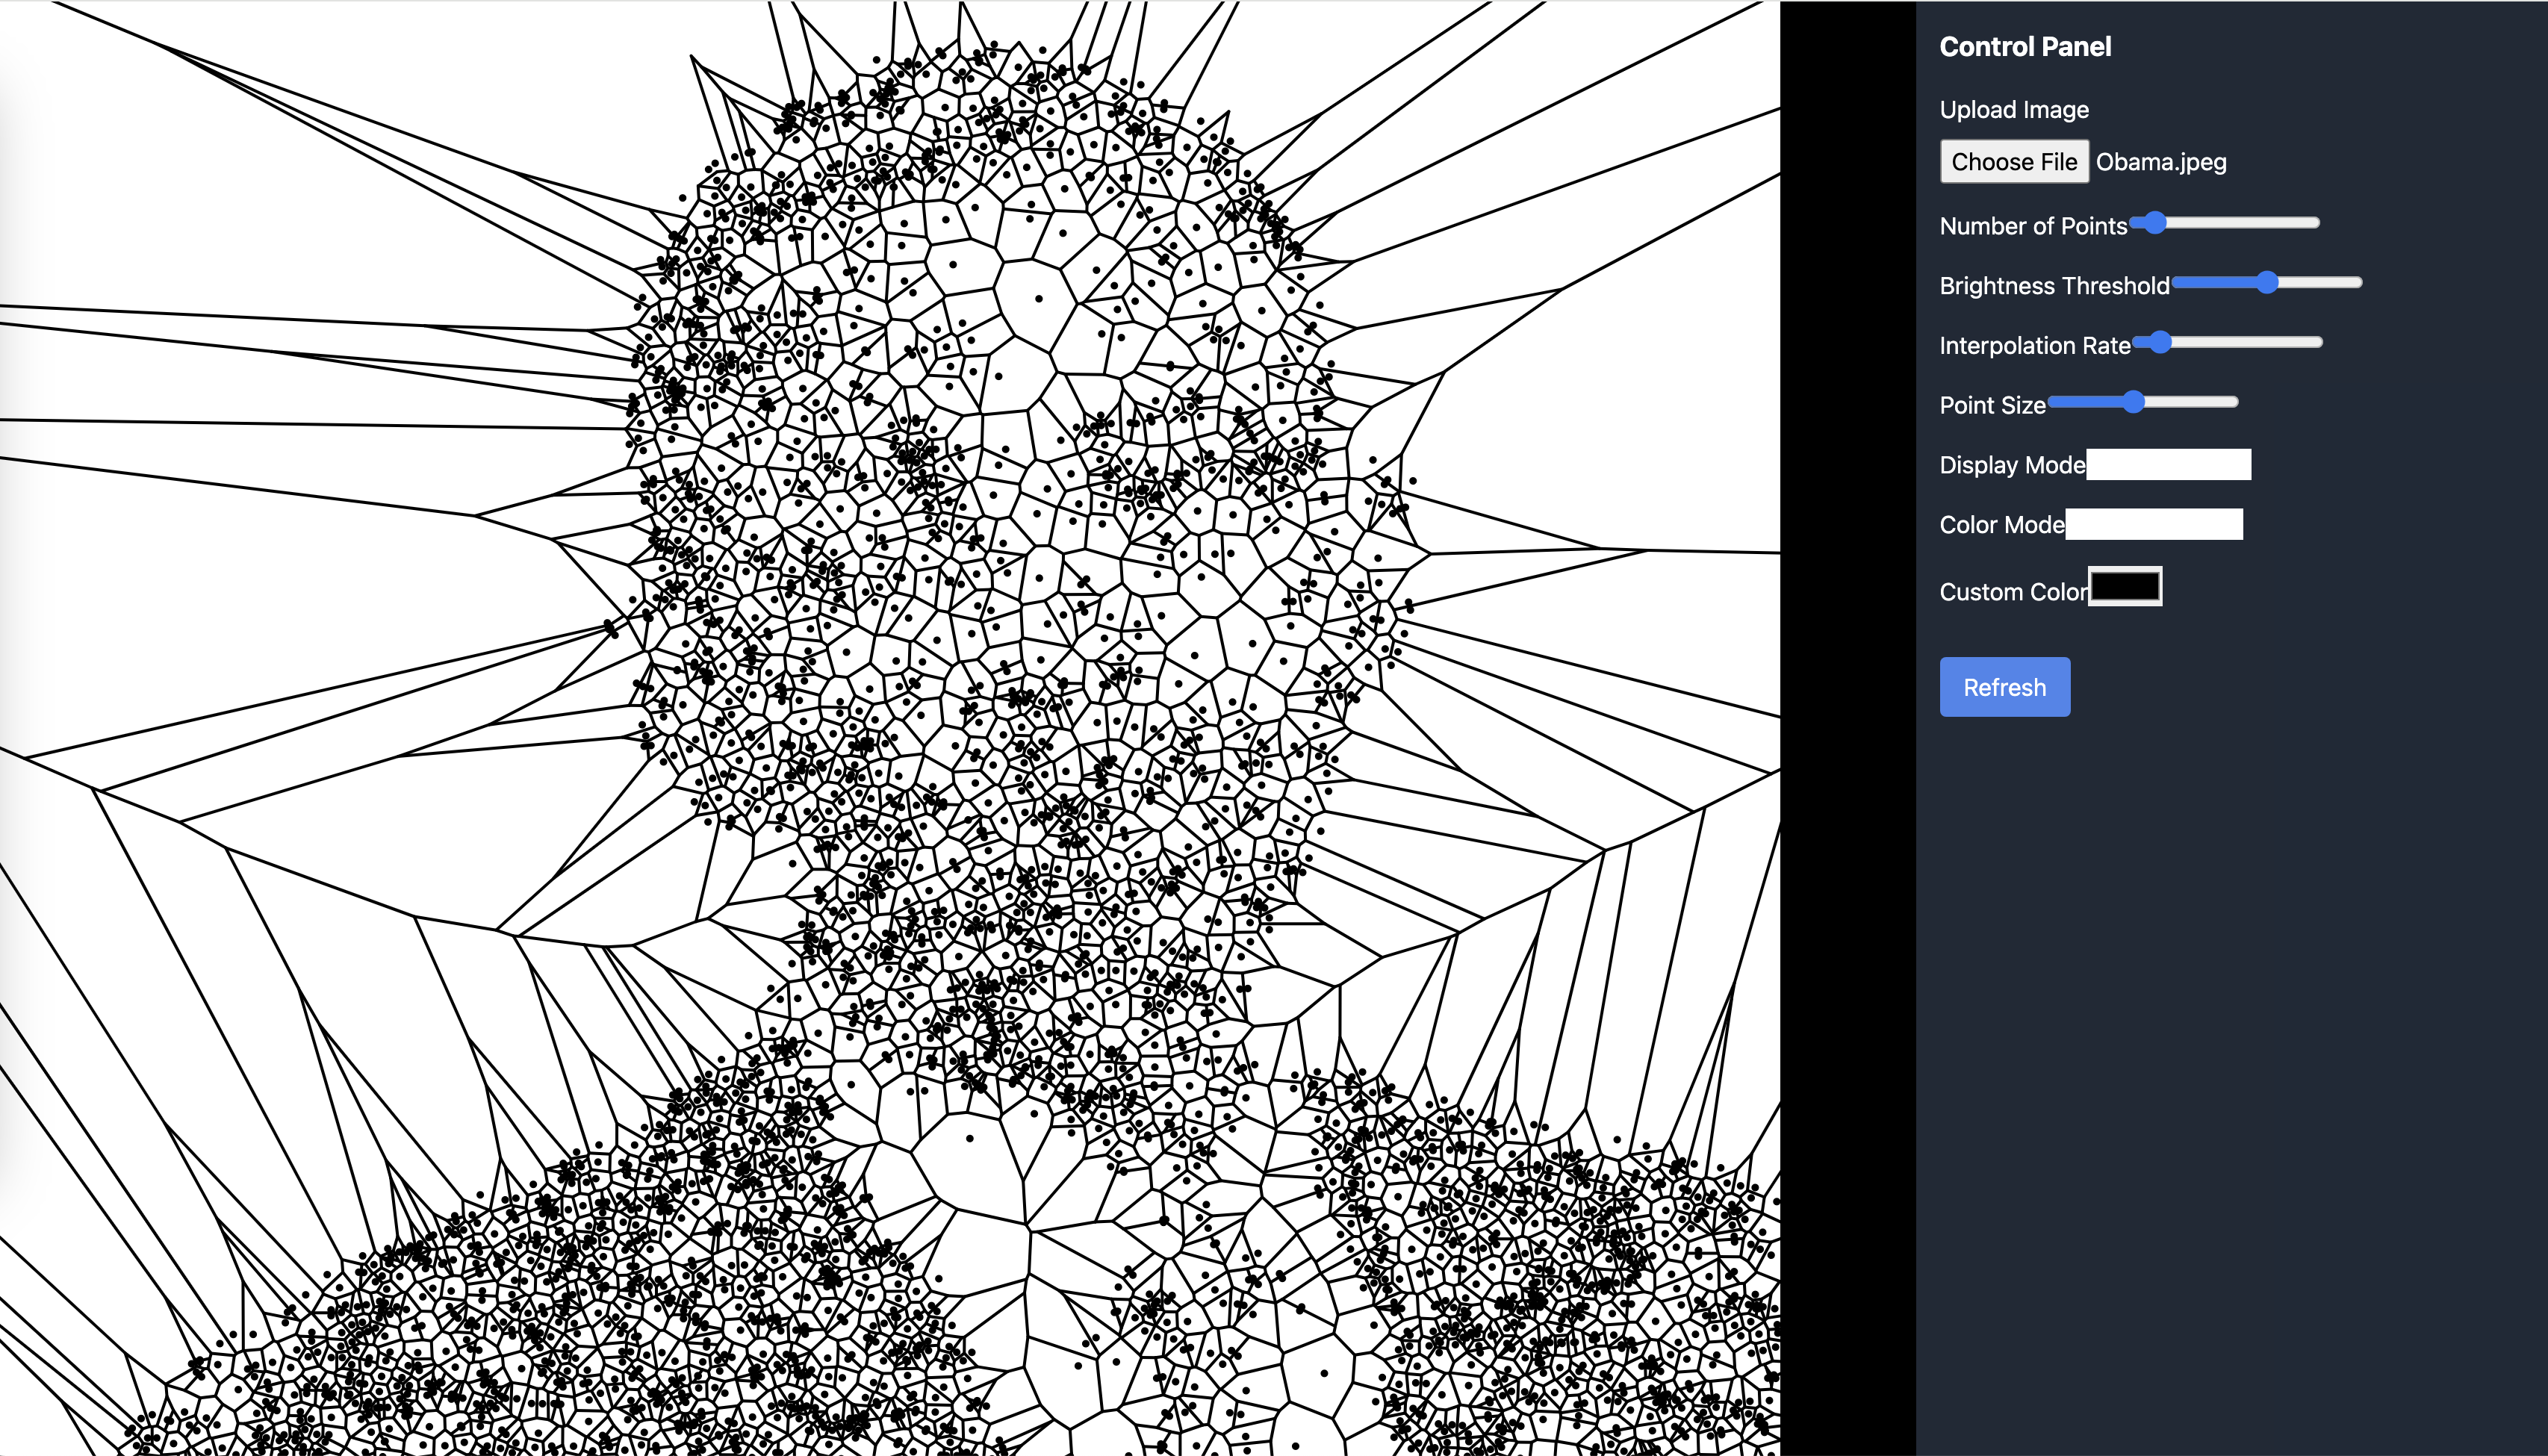 Control Panel
Upload Image
Choose File Obama.jpeg
Number of Points
Brightness Threshold
Interpolation Rate
Point Size
Display Mode
Color Mode
Custom Color
Refresh